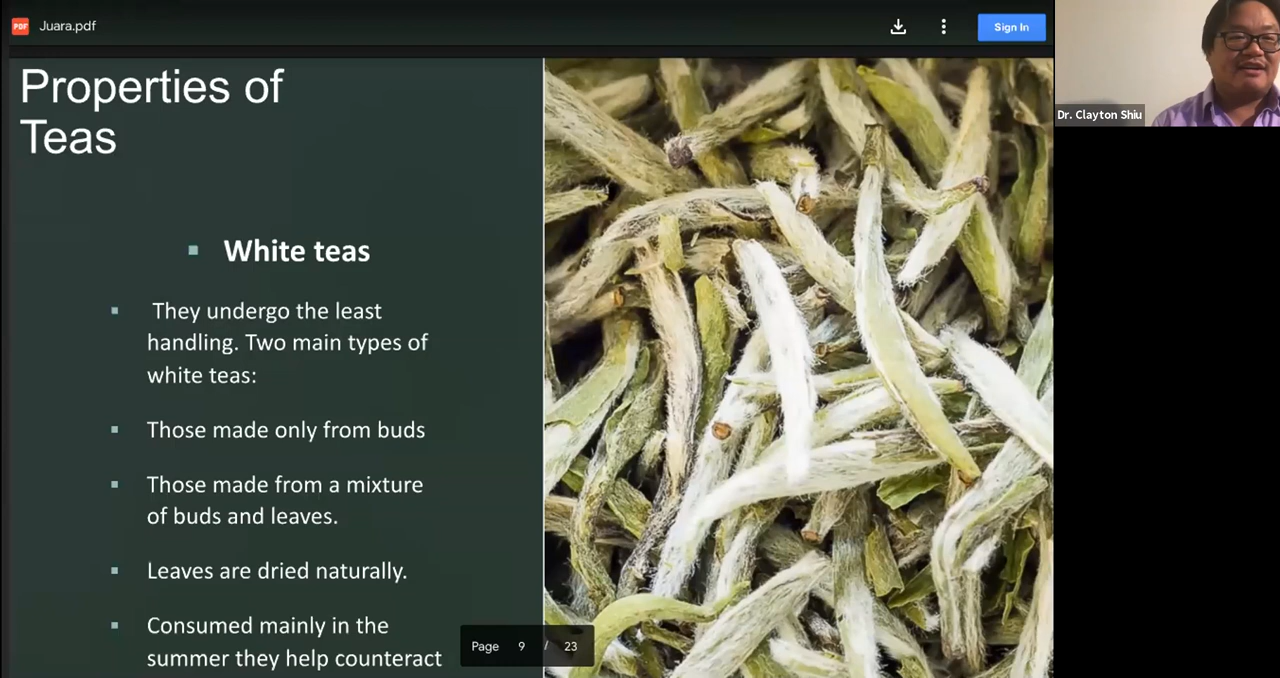 PDF
Juara.pdf
Sign In
Dr. Clayton Shiu
Properties of
Teas
White teas
They undergo the least
handling. Two main types of
white teas:
Those made only from buds
Those made from a mixture
of buds and leaves.
Leaves are dried naturally.
Consumed mainly in the
summer they help counteract
Page 9 / 23